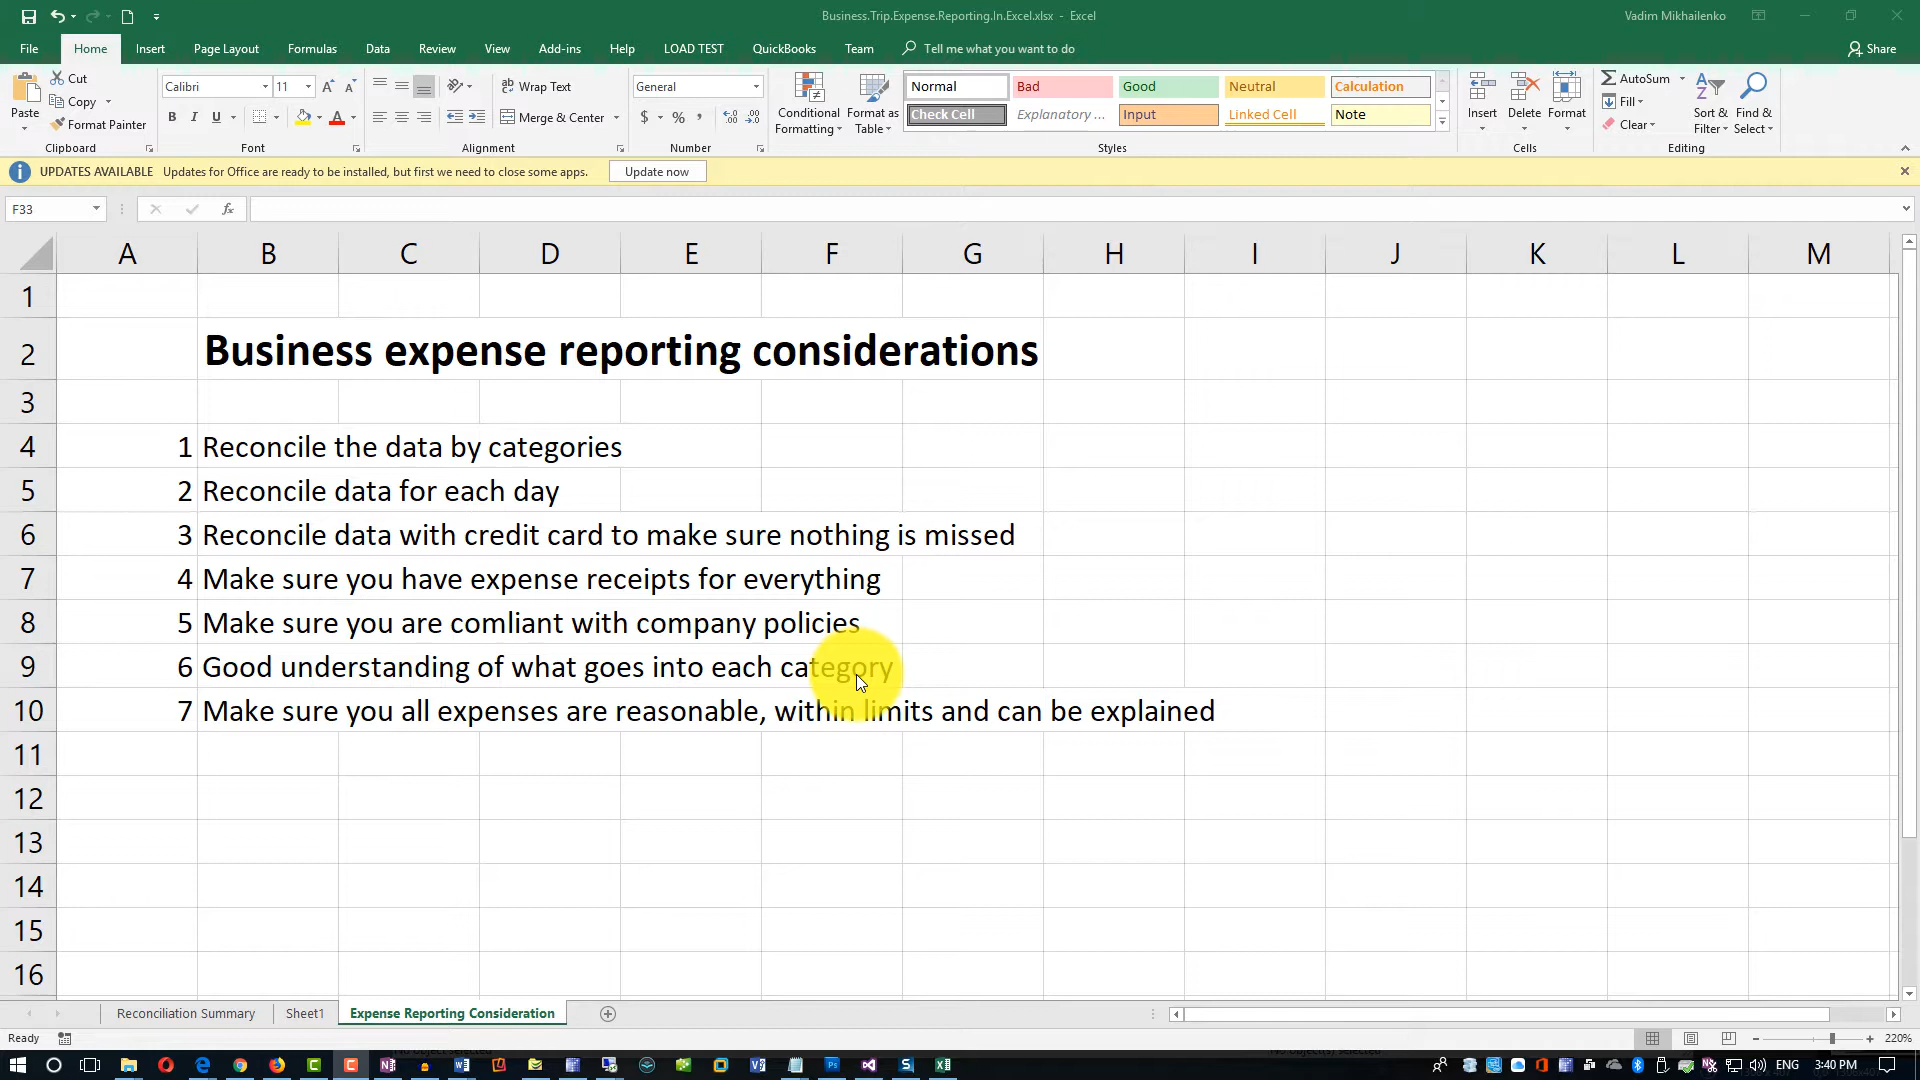 Business.Trip.Expense.Reporting.In.Excel.xlsx - Excel
Vadim Mikhailenko
File Home Insert Page Layout Formulas Data Review View Add-ins Help LOAD TEST QuickBooks Team Tell me what you want to do Share
Cut
Copy
Format Painter
Paste
Clipboard
Calibri 11
B I U
Font
Wrap Text
Merge & Center
Alignment
General
$ %
Number
Conditional Formatting
Format as Table
Normal Bad Good Neutral Calculation
Check Cell Explanatory ... Input Linked Cell Note
Styles
Insert Delete Format
Cells
AutoSum
Fill
Clear
Sort & Filter
Find & Select
Editing
UPDATES AVAILABLE Updates for Office are ready to be installed, but first we need to close some apps. Update now
F33
fx
A B C D E F G H I J K L M
1
2 Business expense reporting considerations
3
4 1 Reconcile the data by categories
5 2 Reconcile data for each day
6 3 Reconcile data with credit card to make sure nothing is missed
7 4 Make sure you have expense receipts for everything
8 5 Make sure you are comliant with company policies
9 6 Good understanding of what goes into each category
10 7 Make sure you all expenses are reasonable, within limits and can be explained
11
12
13
14
15
16
Reconciliation Summary Sheet1 Expense Reporting Consideration
Ready
220%
ENG 3:40 PM